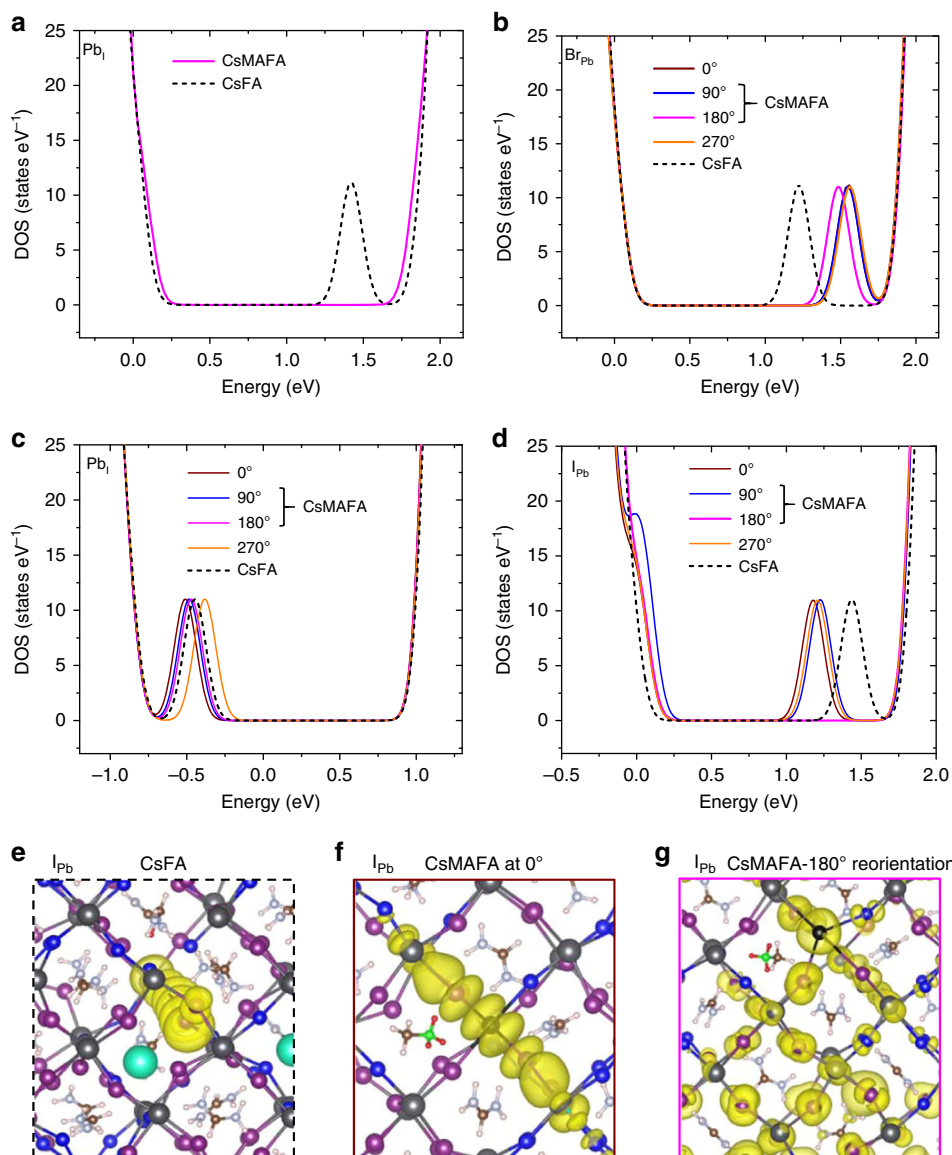 a
Pb_I
CsMAFA
CsFA
DOS (states eV⁻¹)
25
20
15
10
5
0
0.0 0.5 1.0 1.5 2.0
Energy (eV)
b
Br_Pb
0°
90°
180°
270°
CsFA
CsMAFA
DOS (states eV⁻¹)
25
20
15
10
5
0
0.0 0.5 1.0 1.5 2.0
Energy (eV)
c
Pb_I
0°
90°
180°
270°
CsFA
CsMAFA
DOS (states eV⁻¹)
25
20
15
10
5
0
−1.0 −0.5 0.0 0.5 1.0
Energy (eV)
d
I_Pb
0°
90°
180°
270°
CsFA
CsMAFA
DOS (states eV⁻¹)
25
20
15
10
5
0
−0.5 0.0 0.5 1.0 1.5 2.0
Energy (eV)
e I_Pb CsFA
f I_Pb CsMAFA at 0°
g I_Pb CsMAFA-180° reorientation